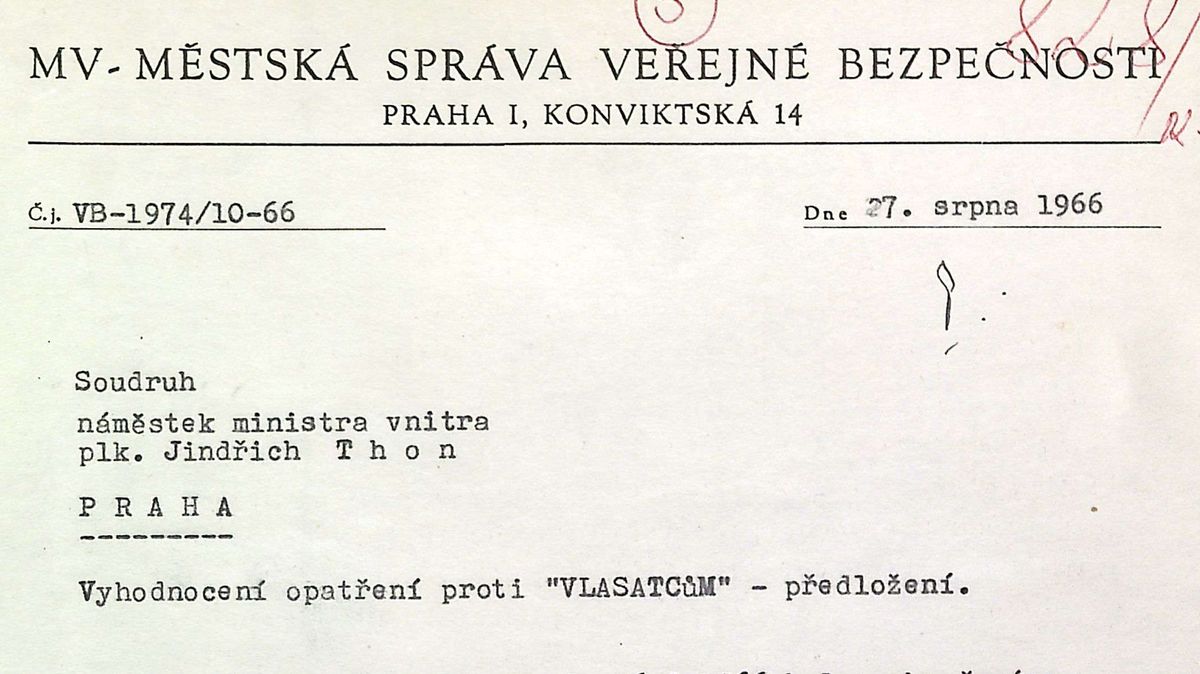 MV - MĚSTSKÁ SPRÁVA VEŘEJNÉ BEZPEČNOSTI
PRAHA I, KONVIKTSKÁ 14
Č.j. VB-1974/10-66
Dne 27. srpna 1966
Soudruh
náměstek ministra vnitra
plk. Jindřich T h o n
P R A H A
Vyhodnocení opatření proti "VLASATCůM" - předložení.